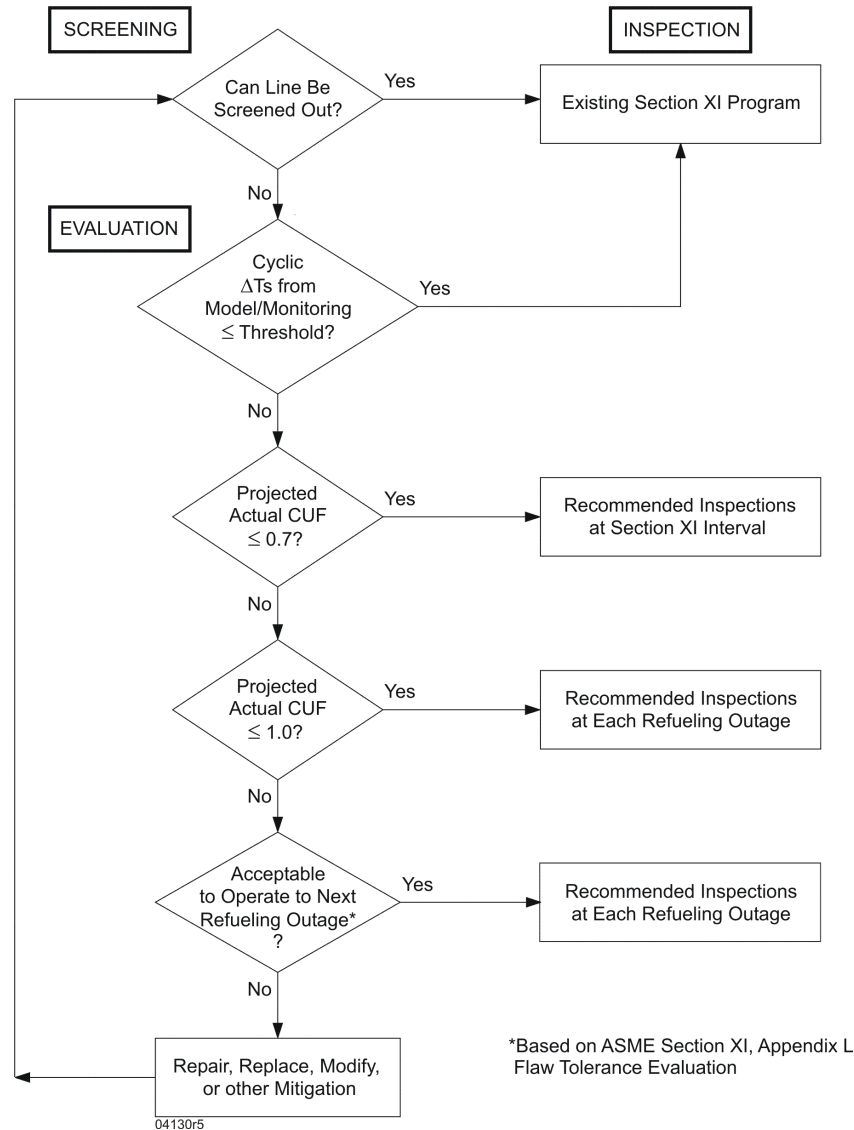 SCREENING
INSPECTION
Can Line Be
Screened Out?
Yes
Existing Section XI Program
No
EVALUATION
Cyclic
ΔTs from
Model/Monitoring
≤ Threshold?
Yes
No
Projected
Actual CUF
≤ 0.7?
Yes
Recommended Inspections
at Section XI Interval
No
Projected
Actual CUF
≤ 1.0?
Yes
Recommended Inspections
at Each Refueling Outage
No
Acceptable
to Operate to Next
Refueling Outage*
?
Yes
Recommended Inspections
at Each Refueling Outage
No
Repair, Replace, Modify,
or other Mitigation
*Based on ASME Section XI, Appendix L
Flaw Tolerance Evaluation
04130r5